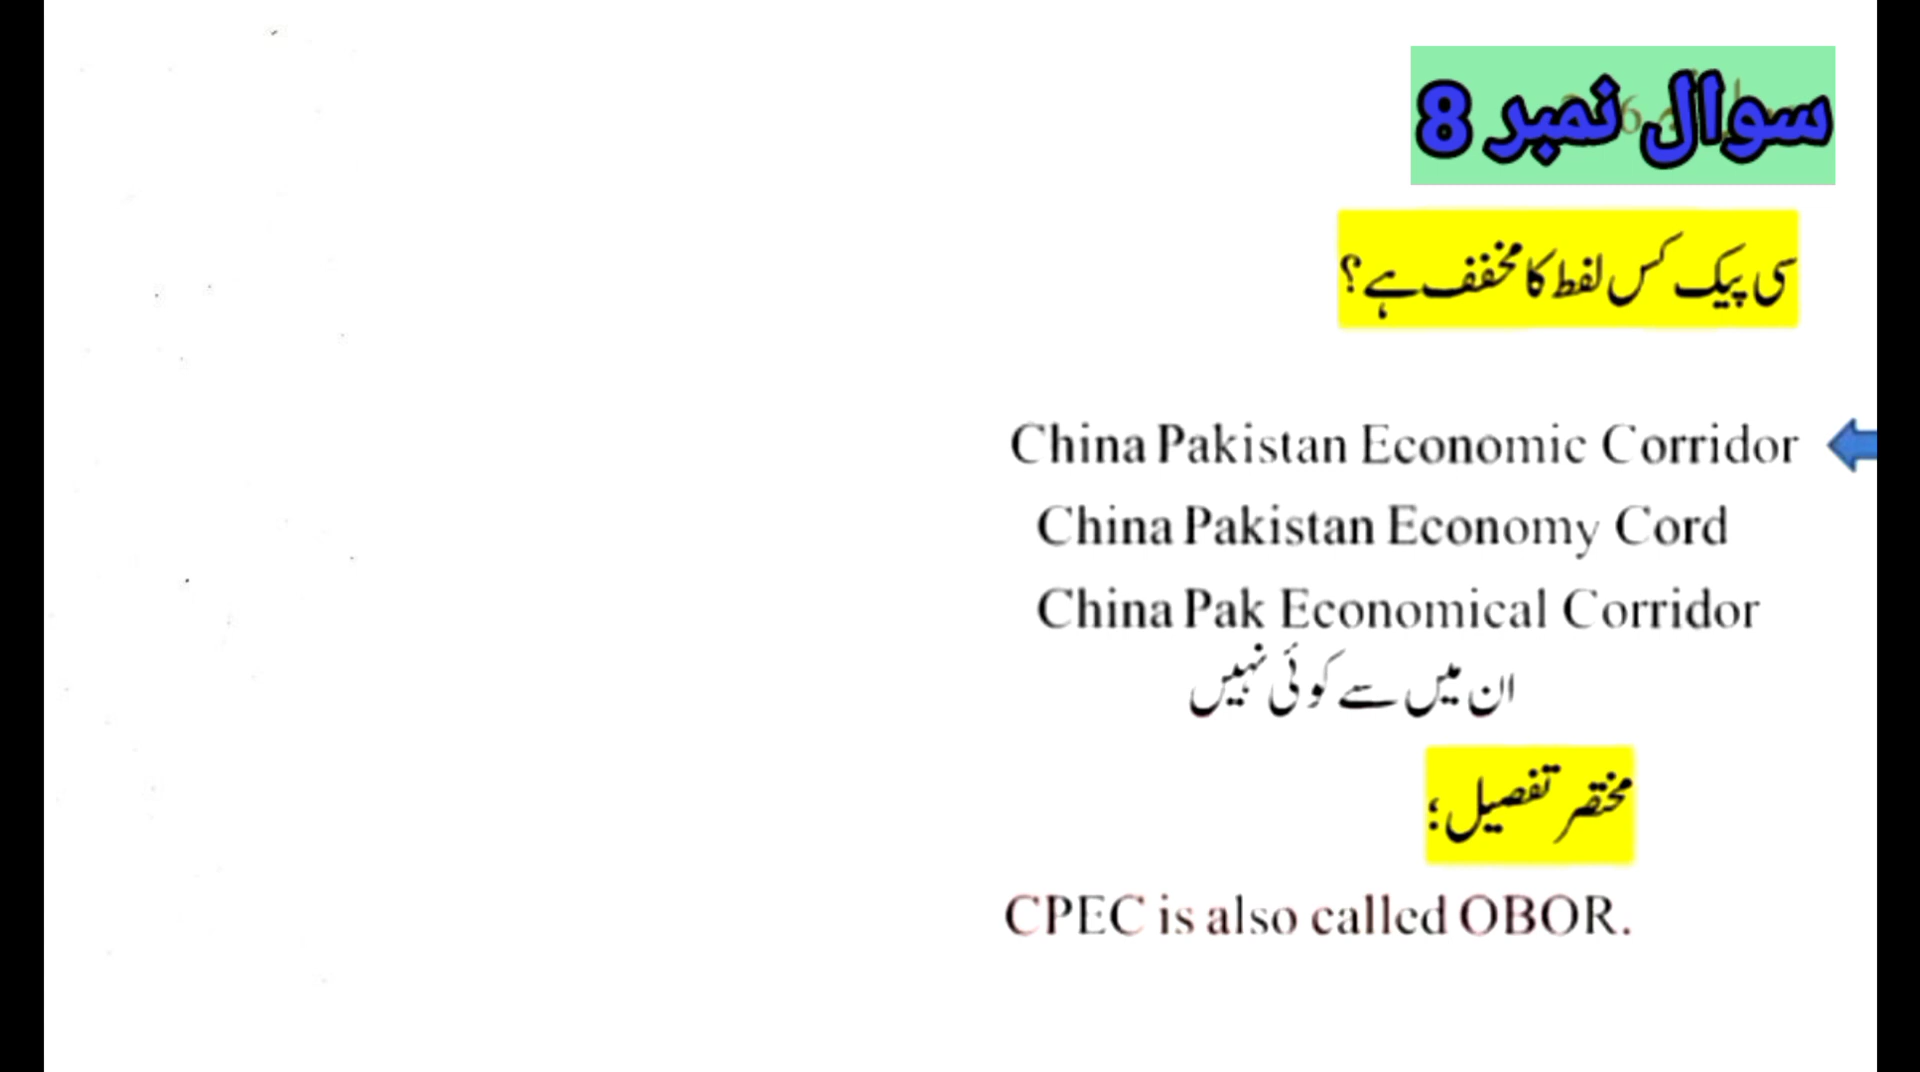 سوال نمبر 8
سی پیک کس لفظ کا مخفف ہے؟
China Pakistan Economic Corridor
China Pakistan Economy Cord
China Pak Economical Corridor
ان میں سے کوئی نہیں
مختصر تفصیل؛
CPEC is also called OBOR.